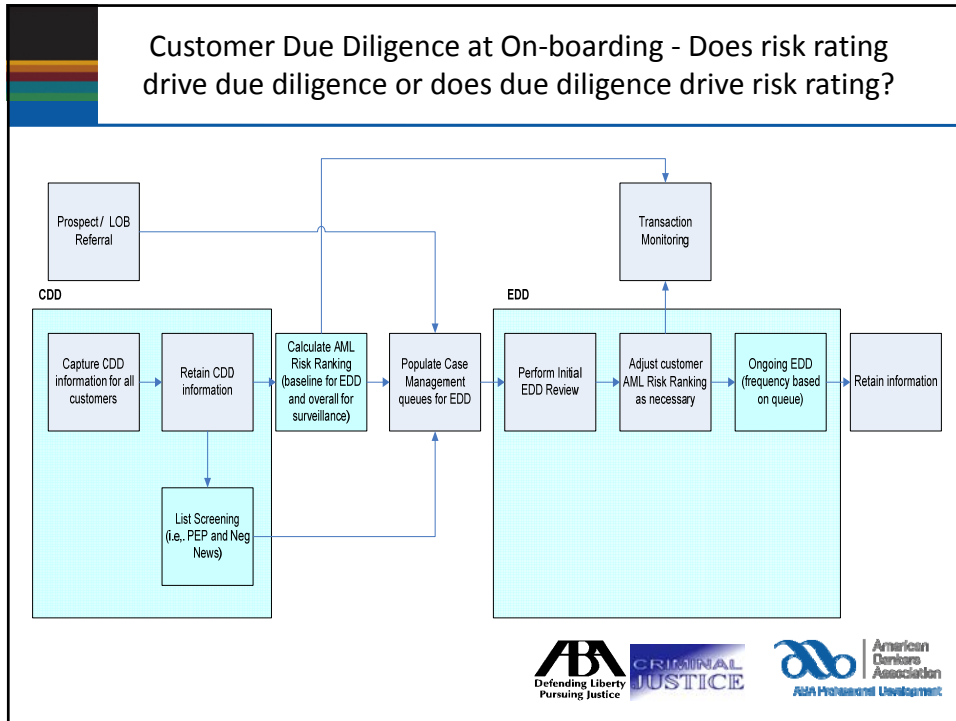 Customer Due Diligence at On-boarding - Does risk rating
drive due diligence or does due diligence drive risk rating?
Prospect / LOB
Referral
Transaction
Monitoring
CDD
EDD
Capture CDD
information for all
customers
Retain CDD
information
Calculate AML
Risk Ranking
(baseline for EDD
and overall for
surveillance)
Populate Case
Management
queues for EDD
Perform Initial
EDD Review
Adjust customer
AML Risk Ranking
as necessary
Ongoing EDD
(frequency based
on queue)
Retain information
List Screening
(i.e,. PEP and Neg
News)
ABA
Defending Liberty
Pursuing Justice
CRIMINAL
JUSTICE
American
Bankers
Association
ABA Professional Development